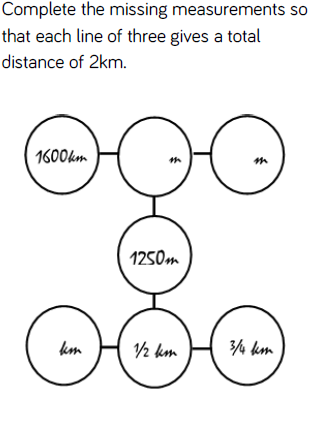 Complete the missing measurements so
that each line of three gives a total
distance of 2km.
1600km m m
1250m
km 1/2 km 3/4 km